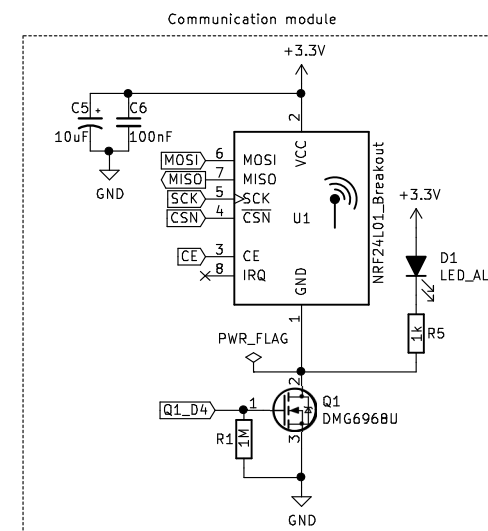 Communication module
+3.3V
C5
+
C6
10uF
100nF
GND
2
VCC
MOSI
6
MOSI
MISO
7
MISO
SCK
5
SCK
CSN
4
CSN
U1
CE
3
CE
8
IRQ
GND
1
NRF24L01_Breakout
+3.3V
D1
LED_AL
1k
R5
PWR_FLAG
2
Q1_D4
1
Q1
DMG6968U
R1
1M
3
GND